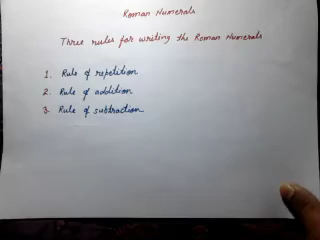 Roman Numerals
Three rules for writing the Roman Numerals
1. Rule of repetition
2. Rule of addition
3. Rule of subtraction